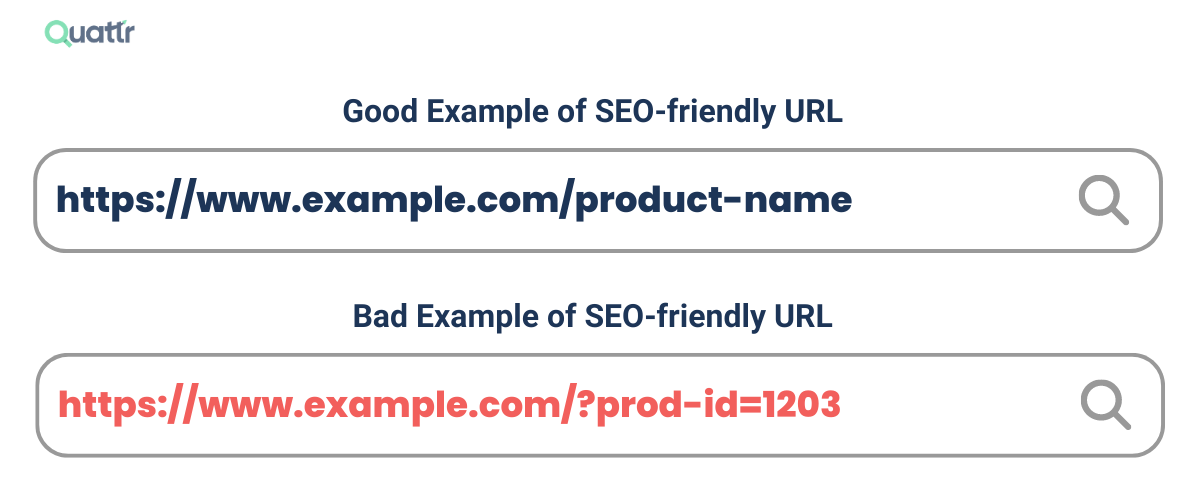 Quattr
Good Example of SEO-friendly URL
https://www.example.com/product-name
Bad Example of SEO-friendly URL
https://www.example.com/?prod-id=1203